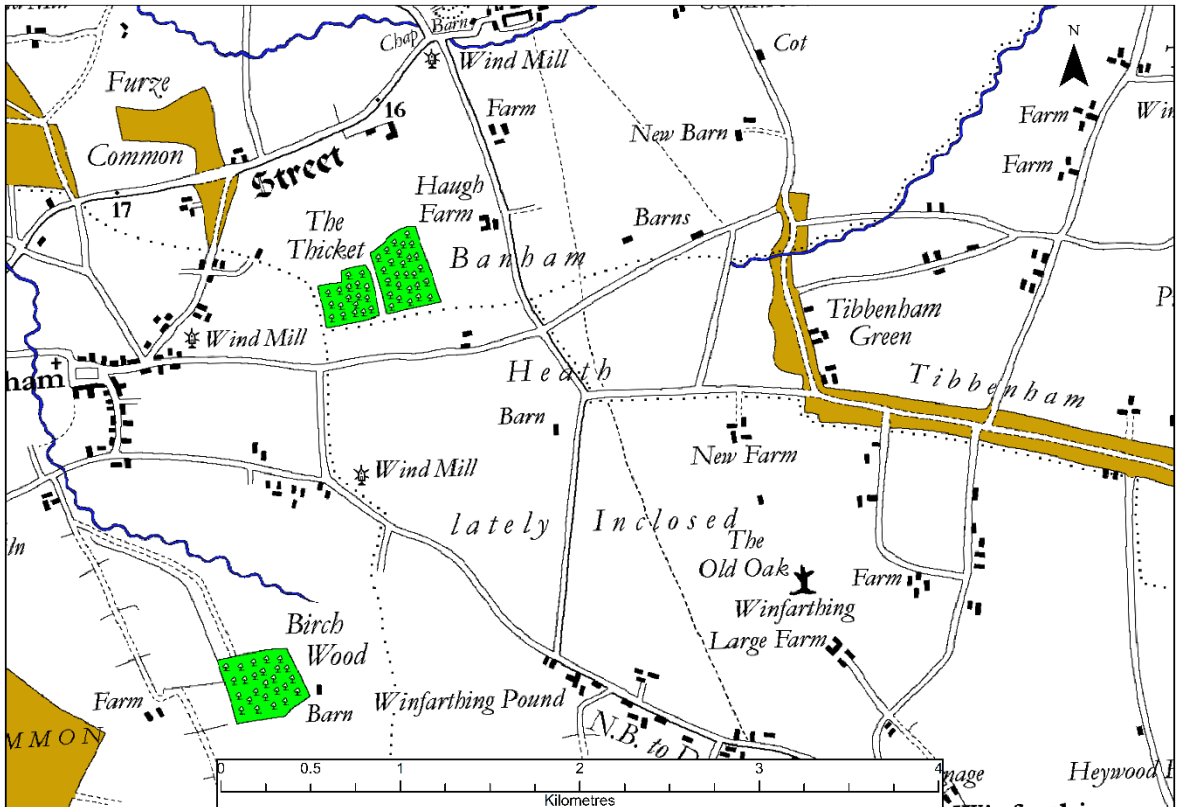 Barn
Chap
N
Wind Mill
Cot
Furze
Farm
16
Farm
New Barn
Common
Street
Farm
17
Haugh
Farm
The
Thicket
Barns
Banham
Tibbenham
Green
Wind Mill
ham
Heath
Tibbenham
Barn
New Farm
Wind Mill
lately Inclosed
The
Old Oak
Farm
Winfarthing
Large Farm
Birch
Wood
Farm
Barn
Winfarthing Pound
MMON
N.B. to D
Heywood
nage
0 0.5 1 2 3 4
Kilometres